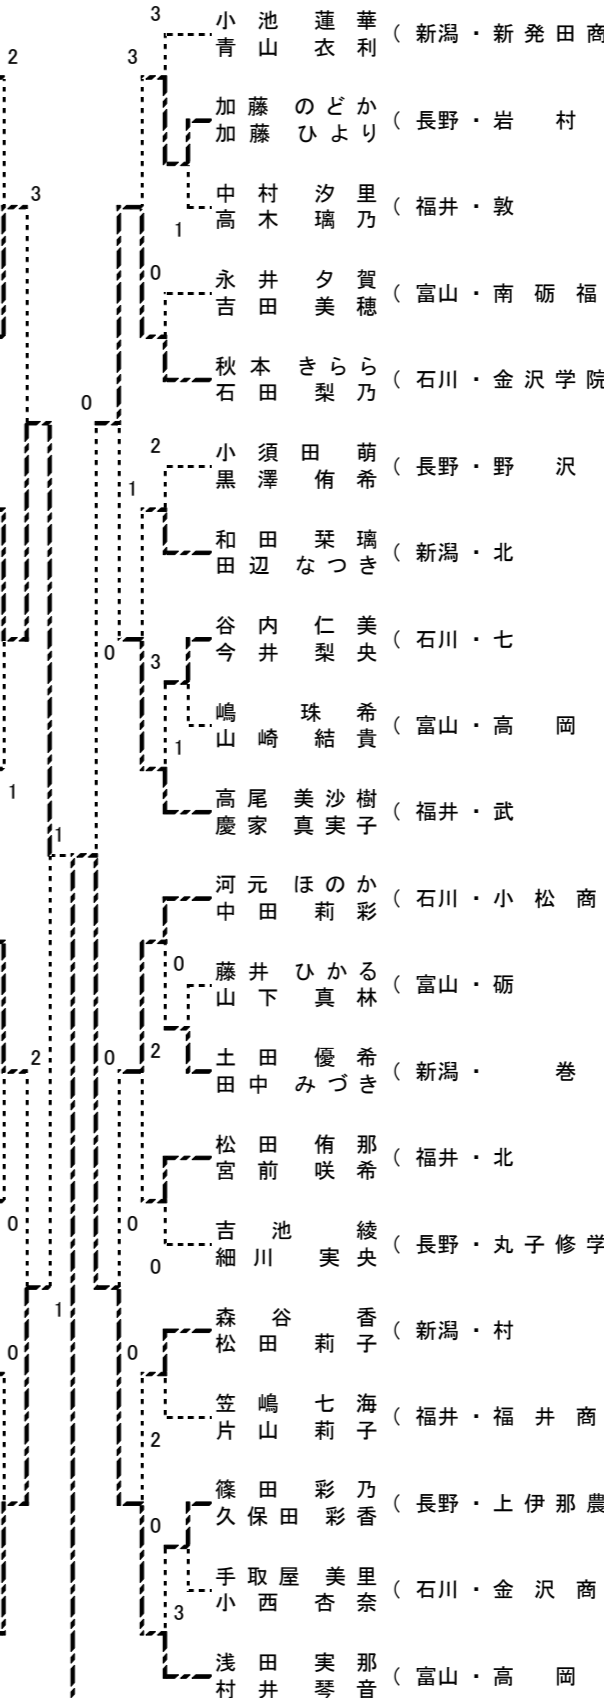 3
小池 蓮華
青山 衣利
( 新潟・新発田商
2
3
加藤 のどか
加藤 ひより
( 長野・岩 村
3
中村 汐里
高木 璃乃
( 福井・敦
1
0
永井 夕賀
吉田 美穂
( 富山・南砺福
秋本 きらら
石田 梨乃
( 石川・金沢学院
0
2
小須田 萌
黒澤 侑希
( 長野・野 沢
1
和田 栞璃
田辺 なつき
( 新潟・北
谷内 仁美
今井 梨央
( 石川・七
0
3
嶋 珠希
山崎 結貴
( 富山・高 岡
1
1
高尾 美沙樹
慶家 真実子
( 福井・武
1
河元 ほのか
中田 莉彩
( 石川・小松商
0
藤井 ひかる
山下 真林
( 富山・砺
2
0
2
土田 優希
田中 みづき
( 新潟・ 巻
松田 侑那
宮前 咲希
( 福井・北
0
0
0
吉池 綾
細川 実央
( 長野・丸子修学
1
森谷 香
松田 莉子
( 新潟・村
0
0
笠嶋 七海
片山 莉子
( 福井・福井商
2
篠田 彩乃
久保田 彩香
( 長野・上伊那農
0
手取屋 美里
小西 杏奈
( 石川・金沢商
3
浅田 実那
村井 琴音
( 富山・高 岡